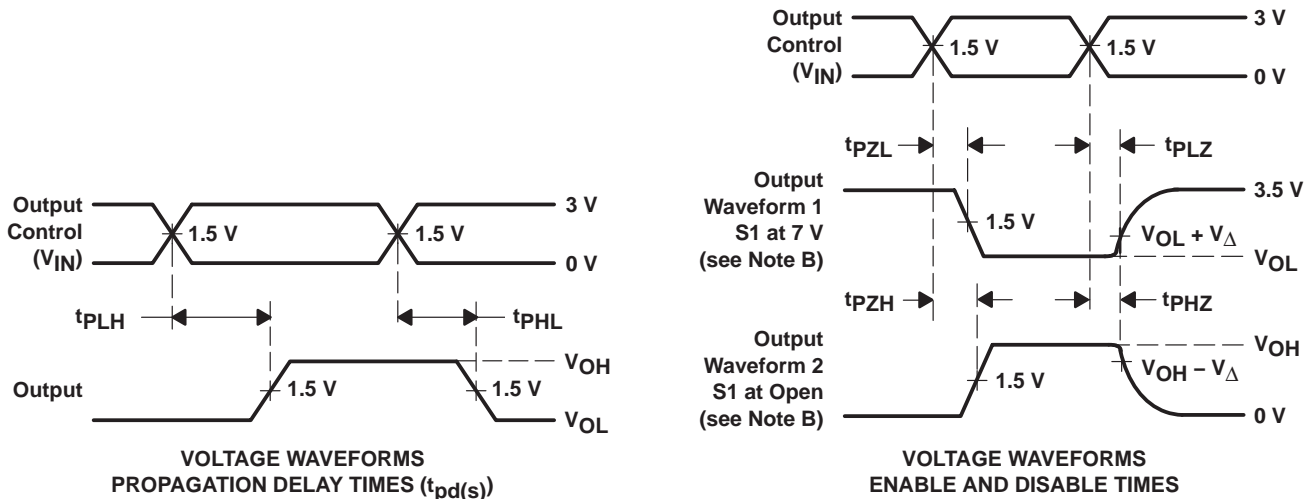 Output
Control
(VIN)
3 V
1.5 V
1.5 V
0 V
tPLH
tPHL
Output
VOH
1.5 V
1.5 V
VOL
VOLTAGE WAVEFORMS
PROPAGATION DELAY TIMES (tpd(s))
Output
Control
(VIN)
3 V
1.5 V
1.5 V
0 V
tPZL
tPLZ
Output
Waveform 1
S1 at 7 V
(see Note B)
3.5 V
1.5 V
VOL + VΔ
VOL
tPZH
tPHZ
Output
Waveform 2
S1 at Open
(see Note B)
VOH
1.5 V
VOH − VΔ
0 V
VOLTAGE WAVEFORMS
ENABLE AND DISABLE TIMES